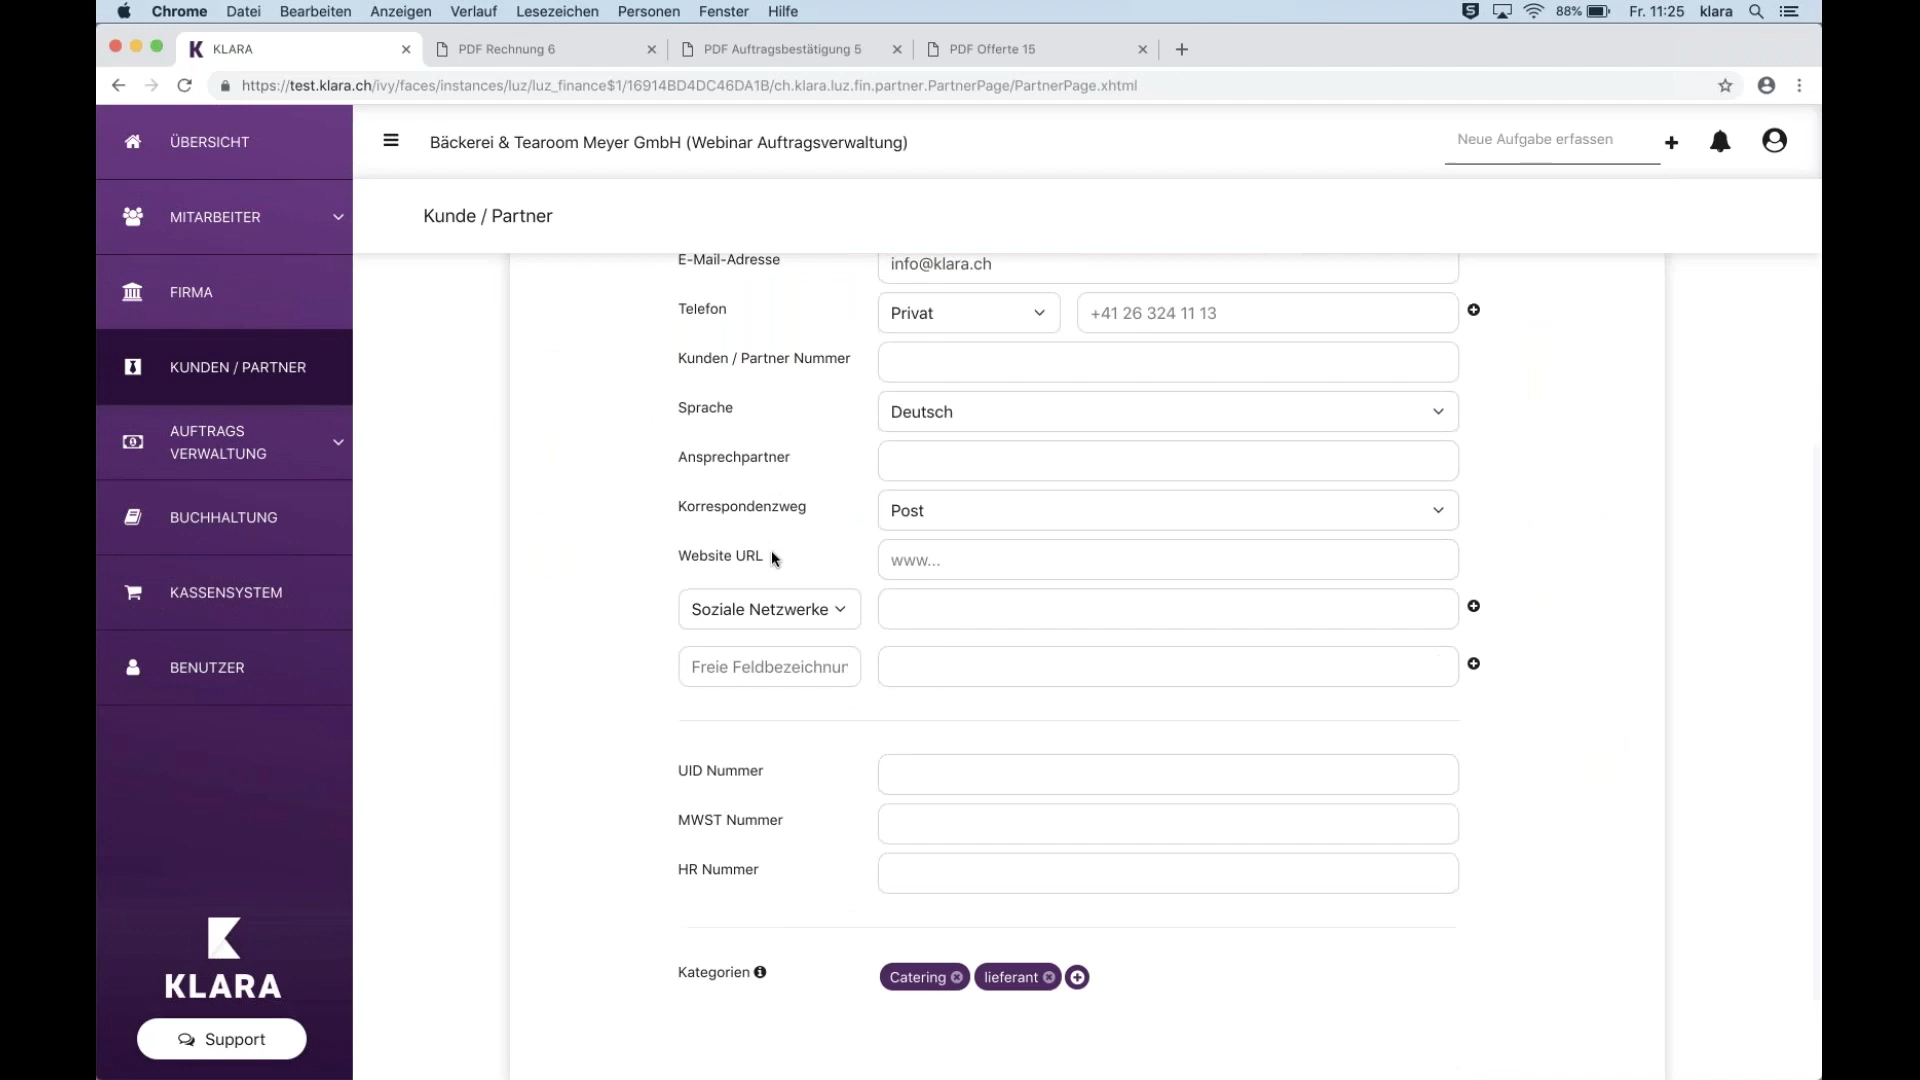 Chrome Datei Bearbeiten Anzeigen Verlauf Lesezeichen Personen Fenster Hilfe 88% Fr. 11:25 klara
KLARA PDF Rechnung 6 PDF Auftragsbestätigung 5 PDF Offerte 15
https://test.klara.ch/ivy/faces/instances/luz/luz_finance$1/16914BD4DC46DA1B/ch.klara.luz.fin.partner.PartnerPage/PartnerPage.xhtml
ÜBERSICHT
MITARBEITER
FIRMA
KUNDEN / PARTNER
AUFTRAGS
VERWALTUNG
BUCHHALTUNG
KASSENSYSTEM
BENUTZER
KLARA
Support
Bäckerei & Tearoom Meyer GmbH (Webinar Auftragsverwaltung)
Neue Aufgabe erfassen
Kunde / Partner
E-Mail-Adresse info@klara.ch
Telefon Privat +41 26 324 11 13
Kunden / Partner Nummer
Sprache Deutsch
Ansprechpartner
Korrespondenzweg Post
Website URL www...
Soziale Netzwerke
Freie Feldbezeichnur
UID Nummer
MWST Nummer
HR Nummer
Kategorien Catering lieferant